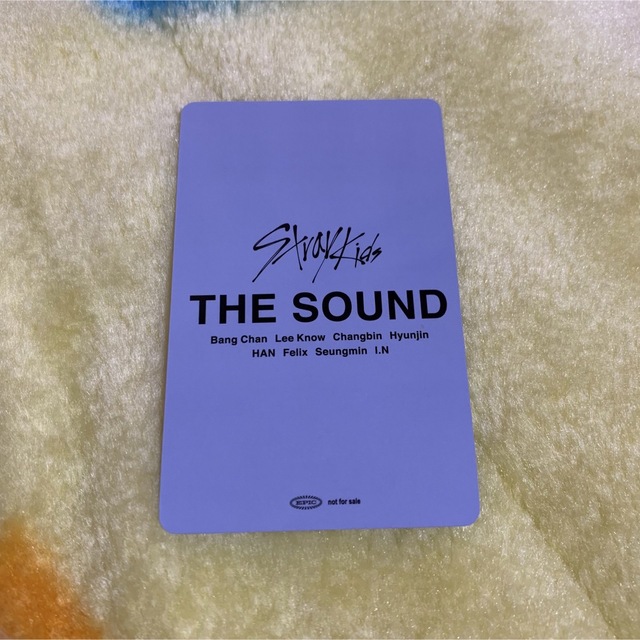 Stray Kids
THE SOUND
Bang Chan Lee Know Changbin Hyunjin
HAN Felix Seungmin I.N
EPIC not for sale